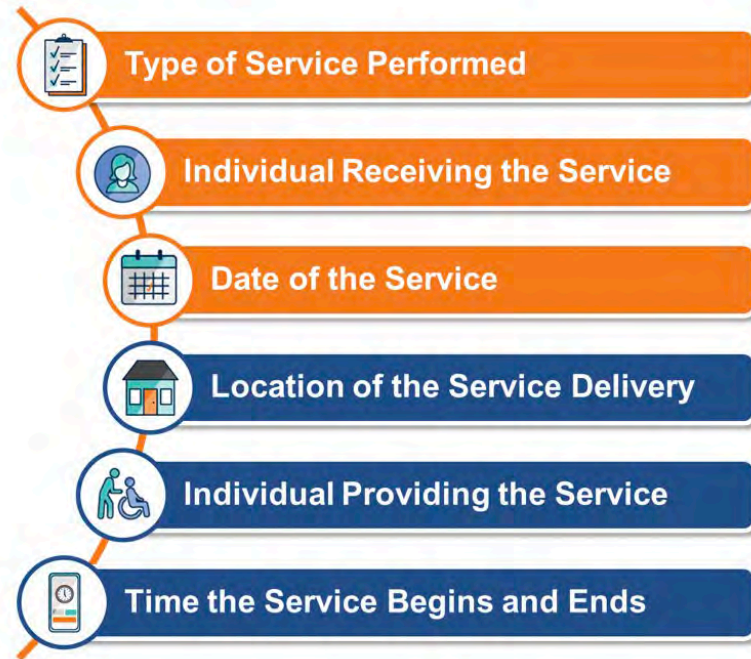 Type of Service Performed
Individual Receiving the Service
Date of the Service
Location of the Service Delivery
Individual Providing the Service
Time the Service Begins and Ends